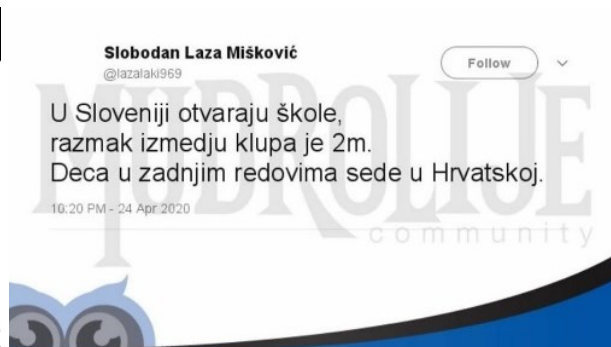 Slobodan Laza Mišković
@lazalaki969
Follow
U Sloveniji otvaraju škole,
razmak izmedju klupa je 2m.
Deca u zadnjim redovima sede u Hrvatskoj.
10:20 PM - 24 Apr 2020
MUDROLIJE
community